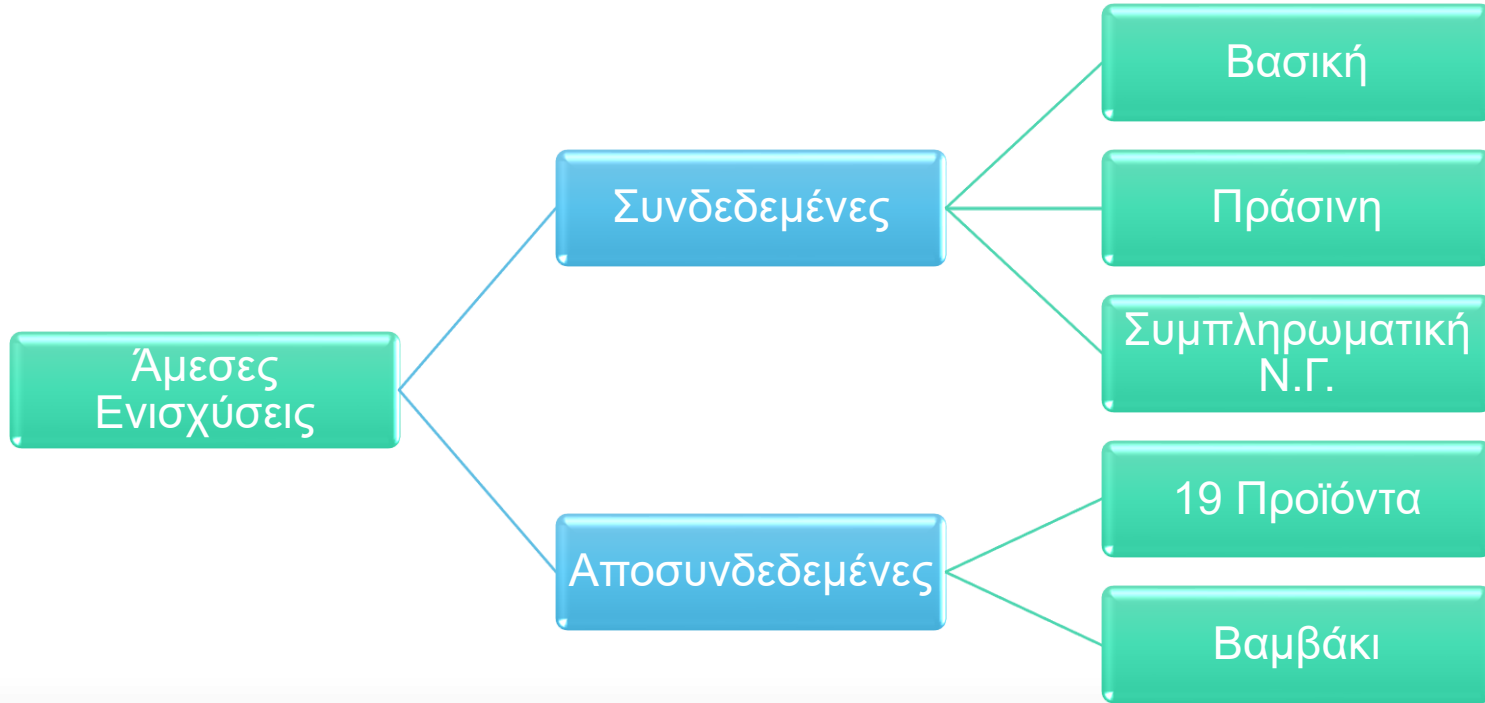 Βασική
Συνδεδεμένες
Πράσινη
Συμπληρωματική
Ν.Γ.
Άμεσες
Ενισχύσεις
19 Προϊόντα
Αποσυνδεδεμένες
Βαμβάκι